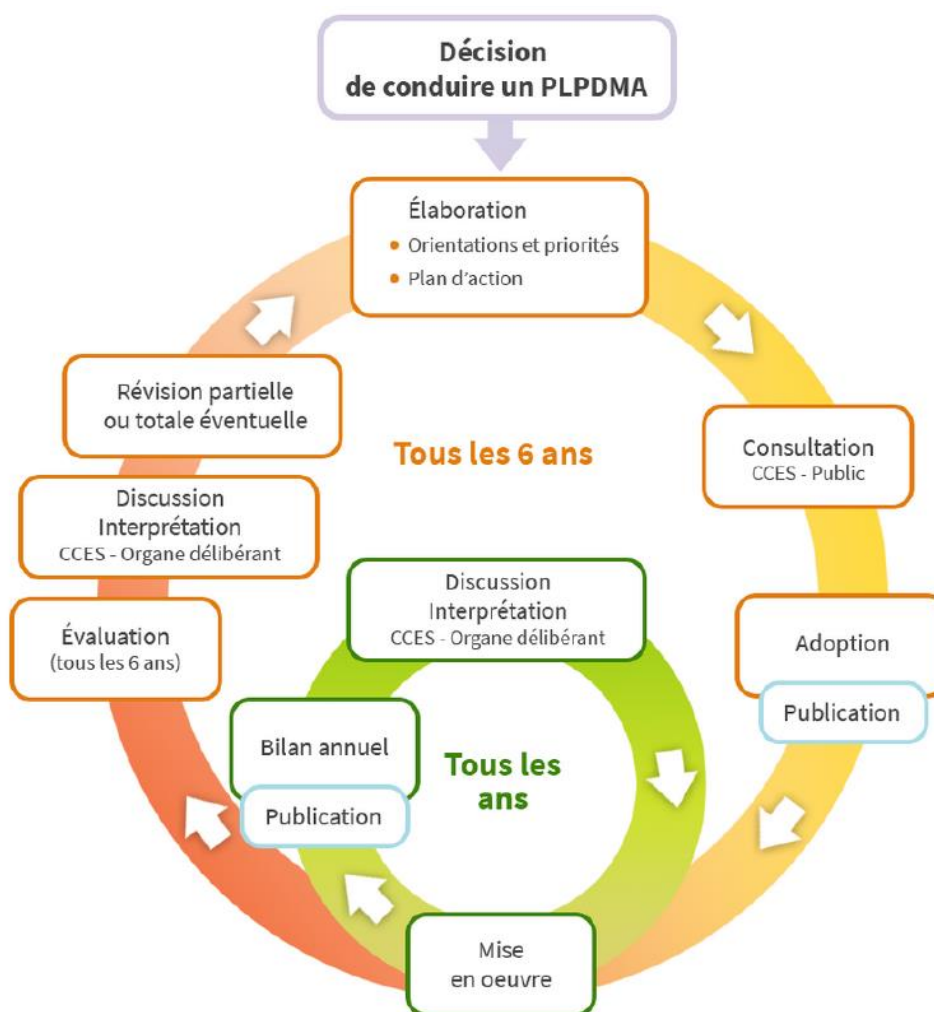 Décision
de conduire un PLPDMA
Élaboration
• Orientations et priorités
• Plan d'action
Révision partielle
ou totale éventuelle
Tous les 6 ans
Consultation
CCES - Public
Discussion
Interprétation
CCES - Organe délibérant
Discussion
Interprétation
CCES - Organe délibérant
Évaluation
(tous les 6 ans)
Adoption
Publication
Bilan annuel
Publication
Tous les
ans
Mise
en oeuvre